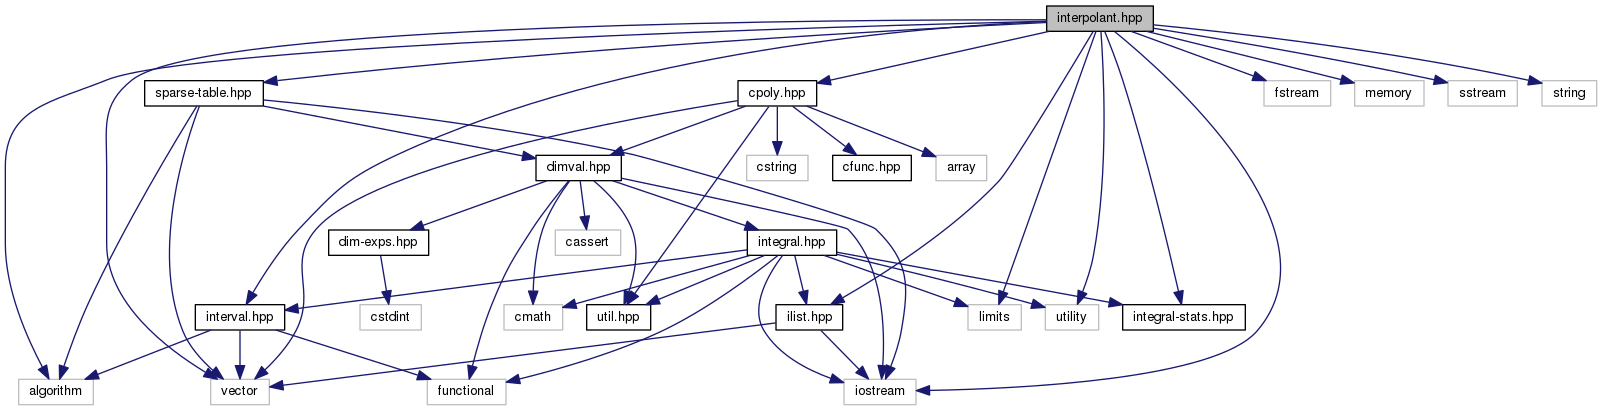 interpolant.hpp
sparse-table.hpp
cpoly.hpp
fstream
memory
sstream
string
dimval.hpp
cstring
cfunc.hpp
array
dim-exps.hpp
cassert
integral.hpp
interval.hpp
cstdint
cmath
util.hpp
ilist.hpp
limits
utility
integral-stats.hpp
algorithm
vector
functional
iostream